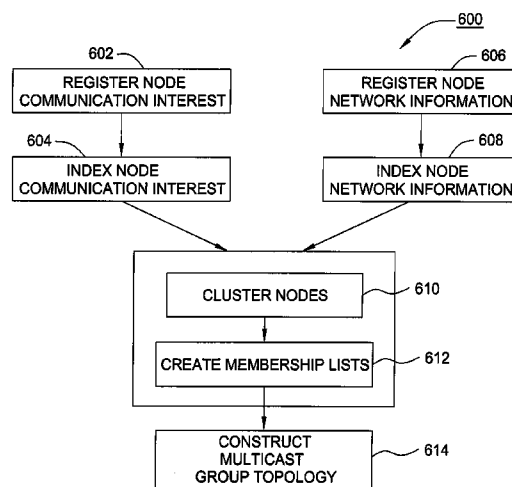 600
602
REGISTER NODE
COMMUNICATION INTEREST
606
REGISTER NODE
NETWORK INFORMATION
604
INDEX NODE
COMMUNICATION INTEREST
608
INDEX NODE
NETWORK INFORMATION
CLUSTER NODES
610
CREATE MEMBERSHIP LISTS
612
CONSTRUCT
MULTICAST
GROUP TOPOLOGY
614